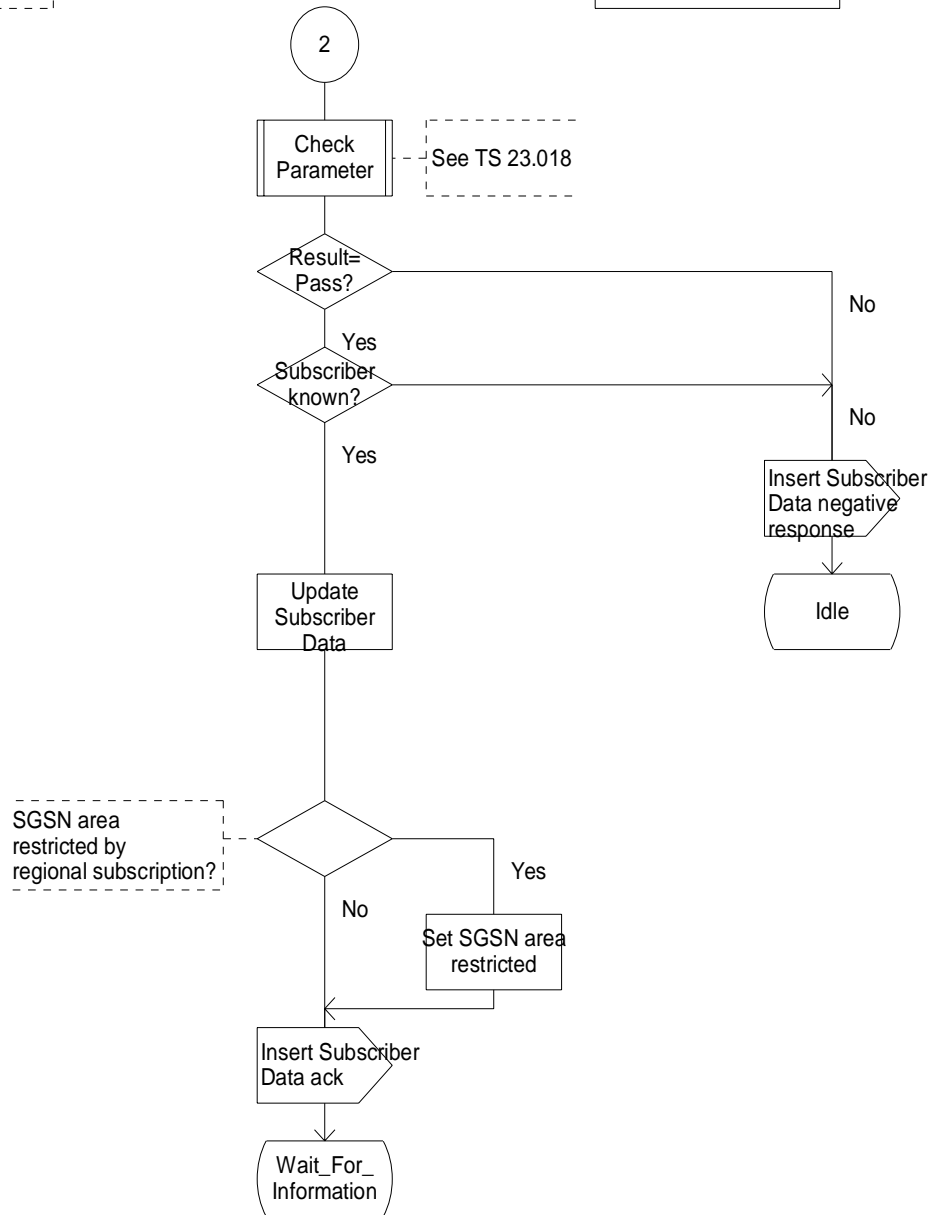 2
Check
Parameter
See TS 23.018
Result=
Pass?
No
Yes
Subscriber
known?
No
Yes
Insert Subscriber
Data negative
response
Update
Subscriber
Data
Idle
SGSN area
restricted by
regional subscription?
Yes
No
Set SGSN area
restricted
Insert Subscriber
Data ack
Wait_For_
Information